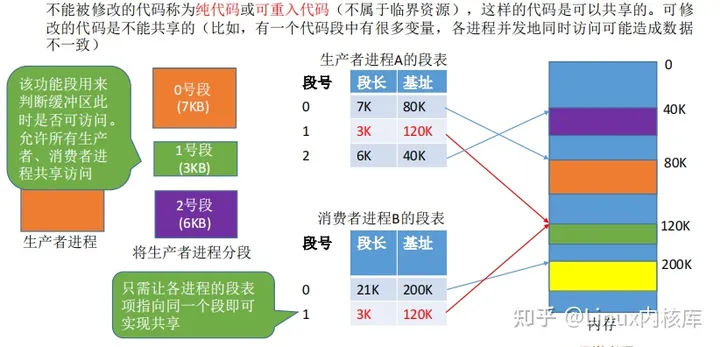 不能被修改的代码称为纯代码或可重入代码（不属于临界资源），这样的代码是可以共享的。可修
改的代码是不能共享的（比如，有一个代码段中有很多变量，各进程并发地同时访问可能造成数据
不一致）
该功能段用来
判断缓冲区此
时是否可访问。
允许所有生产
者、消费者进
程共享访问
0号段
(7KB)
1号段
(3KB)
2号段
(6KB)
生产者进程
将生产者进程分段
生产者进程A的段表
段号 段长 基址
0 7K 80K
1 3K 120K
2 6K 40K
消费者进程B的段表
段号 段长 基址
0 21K 200K
1 3K 120K
只需让各进程的段表
项指向同一个段即可
实现共享
0
40K
80K
120K
200K
内存
知乎 @Linux内核库